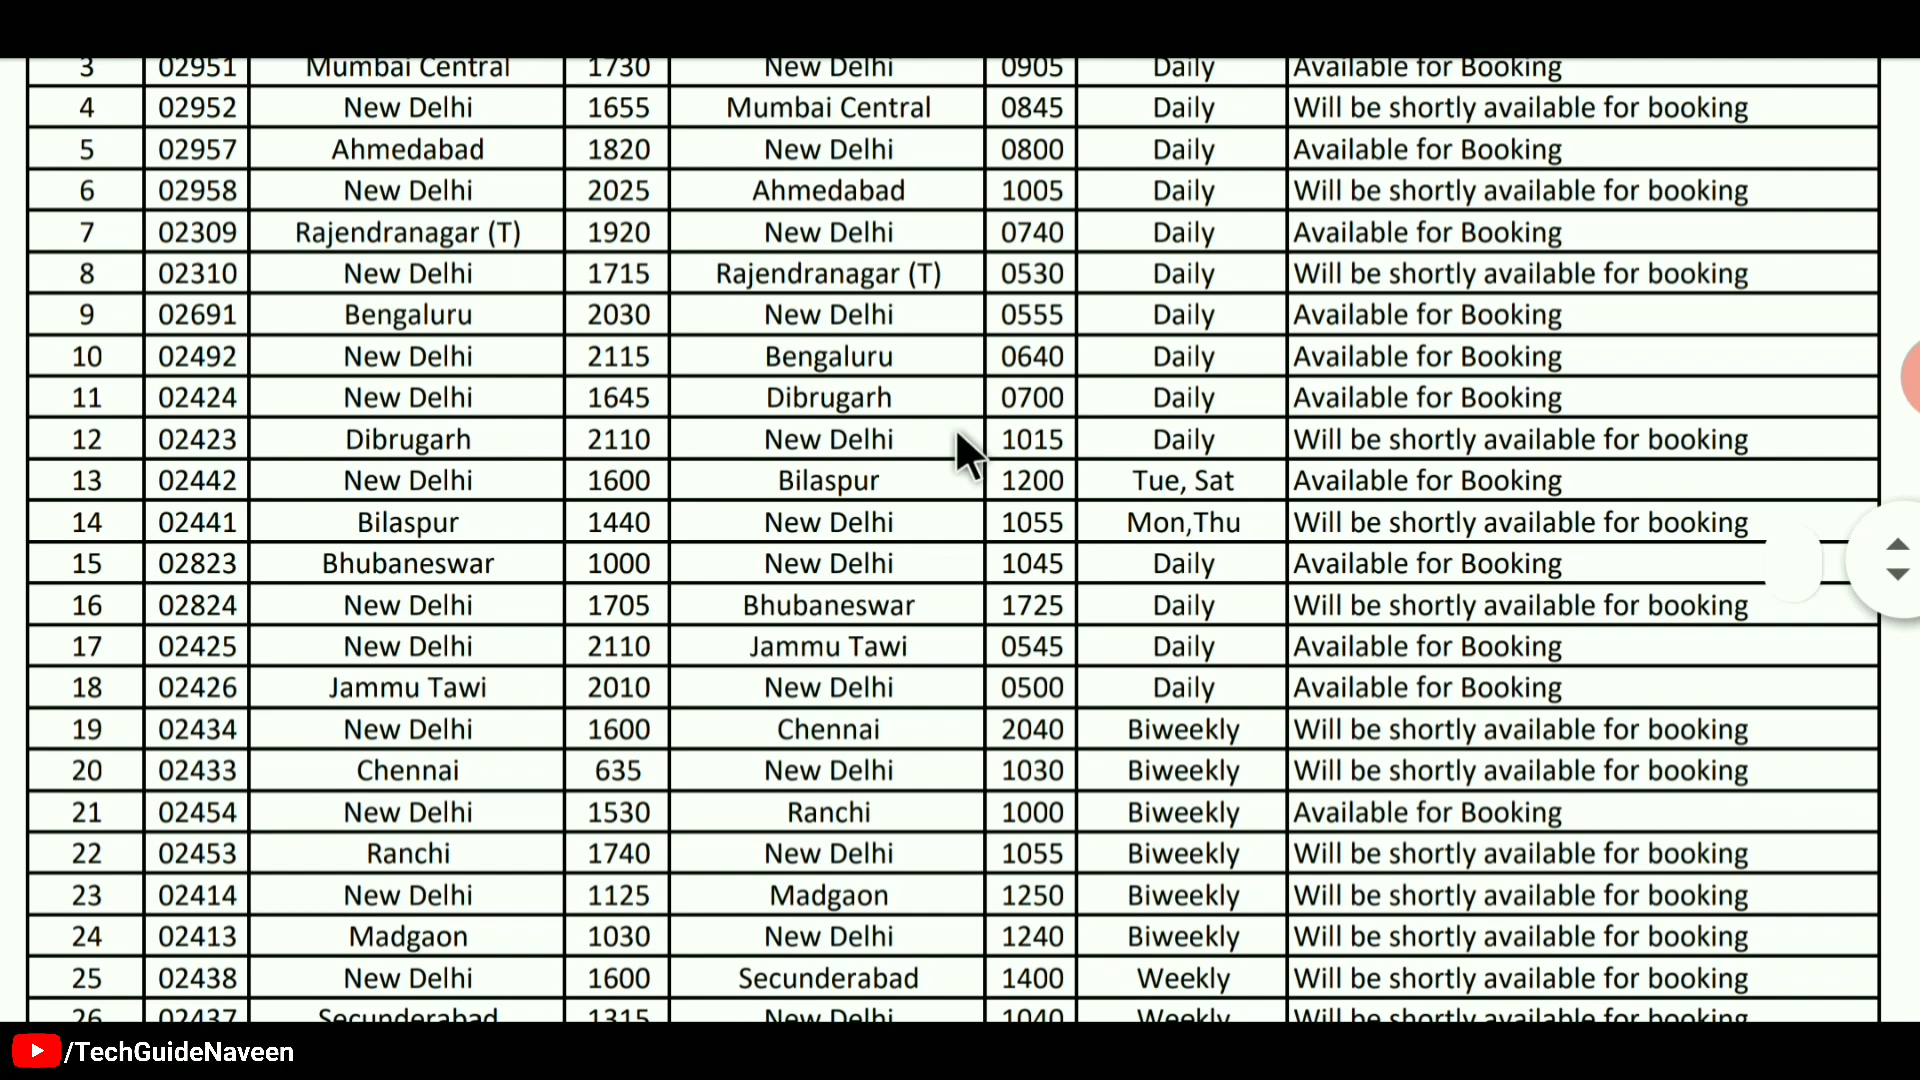 3 02951 Mumbai Central 1730 New Delhi 0905 Daily Available for Booking
4 02952 New Delhi 1655 Mumbai Central 0845 Daily Will be shortly available for booking
5 02957 Ahmedabad 1820 New Delhi 0800 Daily Available for Booking
6 02958 New Delhi 2025 Ahmedabad 1005 Daily Will be shortly available for booking
7 02309 Rajendranagar (T) 1920 New Delhi 0740 Daily Available for Booking
8 02310 New Delhi 1715 Rajendranagar (T) 0530 Daily Will be shortly available for booking
9 02691 Bengaluru 2030 New Delhi 0555 Daily Available for Booking
10 02492 New Delhi 2115 Bengaluru 0640 Daily Available for Booking
11 02424 New Delhi 1645 Dibrugarh 0700 Daily Available for Booking
12 02423 Dibrugarh 2110 New Delhi 1015 Daily Will be shortly available for booking
13 02442 New Delhi 1600 Bilaspur 1200 Tue, Sat Available for Booking
14 02441 Bilaspur 1440 New Delhi 1055 Mon,Thu Will be shortly available for booking
15 02823 Bhubaneswar 1000 New Delhi 1045 Daily Available for Booking
16 02824 New Delhi 1705 Bhubaneswar 1725 Daily Will be shortly available for booking
17 02425 New Delhi 2110 Jammu Tawi 0545 Daily Available for Booking
18 02426 Jammu Tawi 2010 New Delhi 0500 Daily Available for Booking
19 02434 New Delhi 1600 Chennai 2040 Biweekly Will be shortly available for booking
20 02433 Chennai 635 New Delhi 1030 Biweekly Will be shortly available for booking
21 02454 New Delhi 1530 Ranchi 1000 Biweekly Available for Booking
22 02453 Ranchi 1740 New Delhi 1055 Biweekly Will be shortly available for booking
23 02414 New Delhi 1125 Madgaon 1250 Biweekly Will be shortly available for booking
24 02413 Madgaon 1030 New Delhi 1240 Biweekly Will be shortly available for booking
25 02438 New Delhi 1600 Secunderabad 1400 Weekly Will be shortly available for booking
26 02437 Secunderabad 1315 New Delhi 1040 Weekly Will be shortly available for booking
/TechGuideNaveen